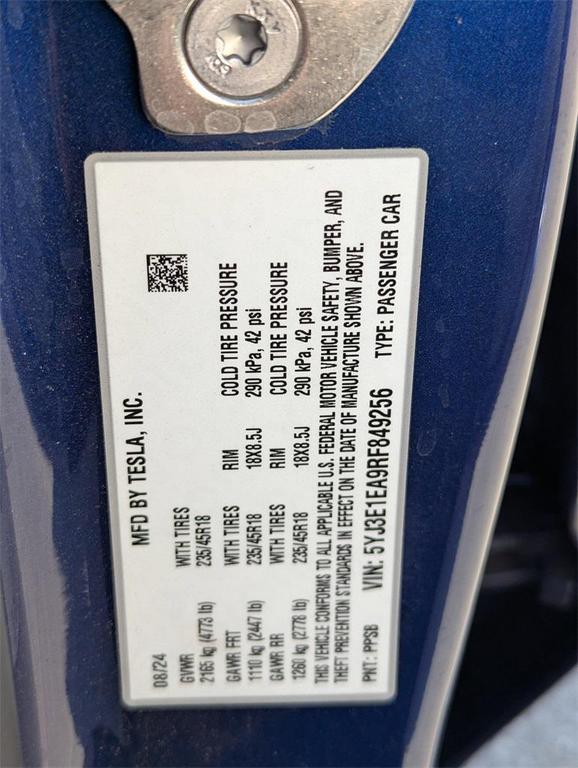 MFD BY TESLA, INC.
08/24
GVWR WITH TIRES
2165 kg (4773 lb) 235/45R18
GAWR FRT WITH TIRES RIM COLD TIRE PRESSURE
1110 kg (2447 lb) 235/45R18 18X8.5J 290 kPa, 42 psi
GAWR RR WITH TIRES RIM COLD TIRE PRESSURE
1260 kg (2778 lb) 235/45R18 18X8.5J 290 kPa, 42 psi
THIS VEHICLE CONFORMS TO ALL APPLICABLE U.S. FEDERAL MOTOR VEHICLE SAFETY, BUMPER, AND
THEFT PREVENTION STANDARDS IN EFFECT ON THE DATE OF MANUFACTURE SHOWN ABOVE.
PNT: PPSB VIN: 5YJ3E1EA9RF849256 TYPE: PASSENGER CAR